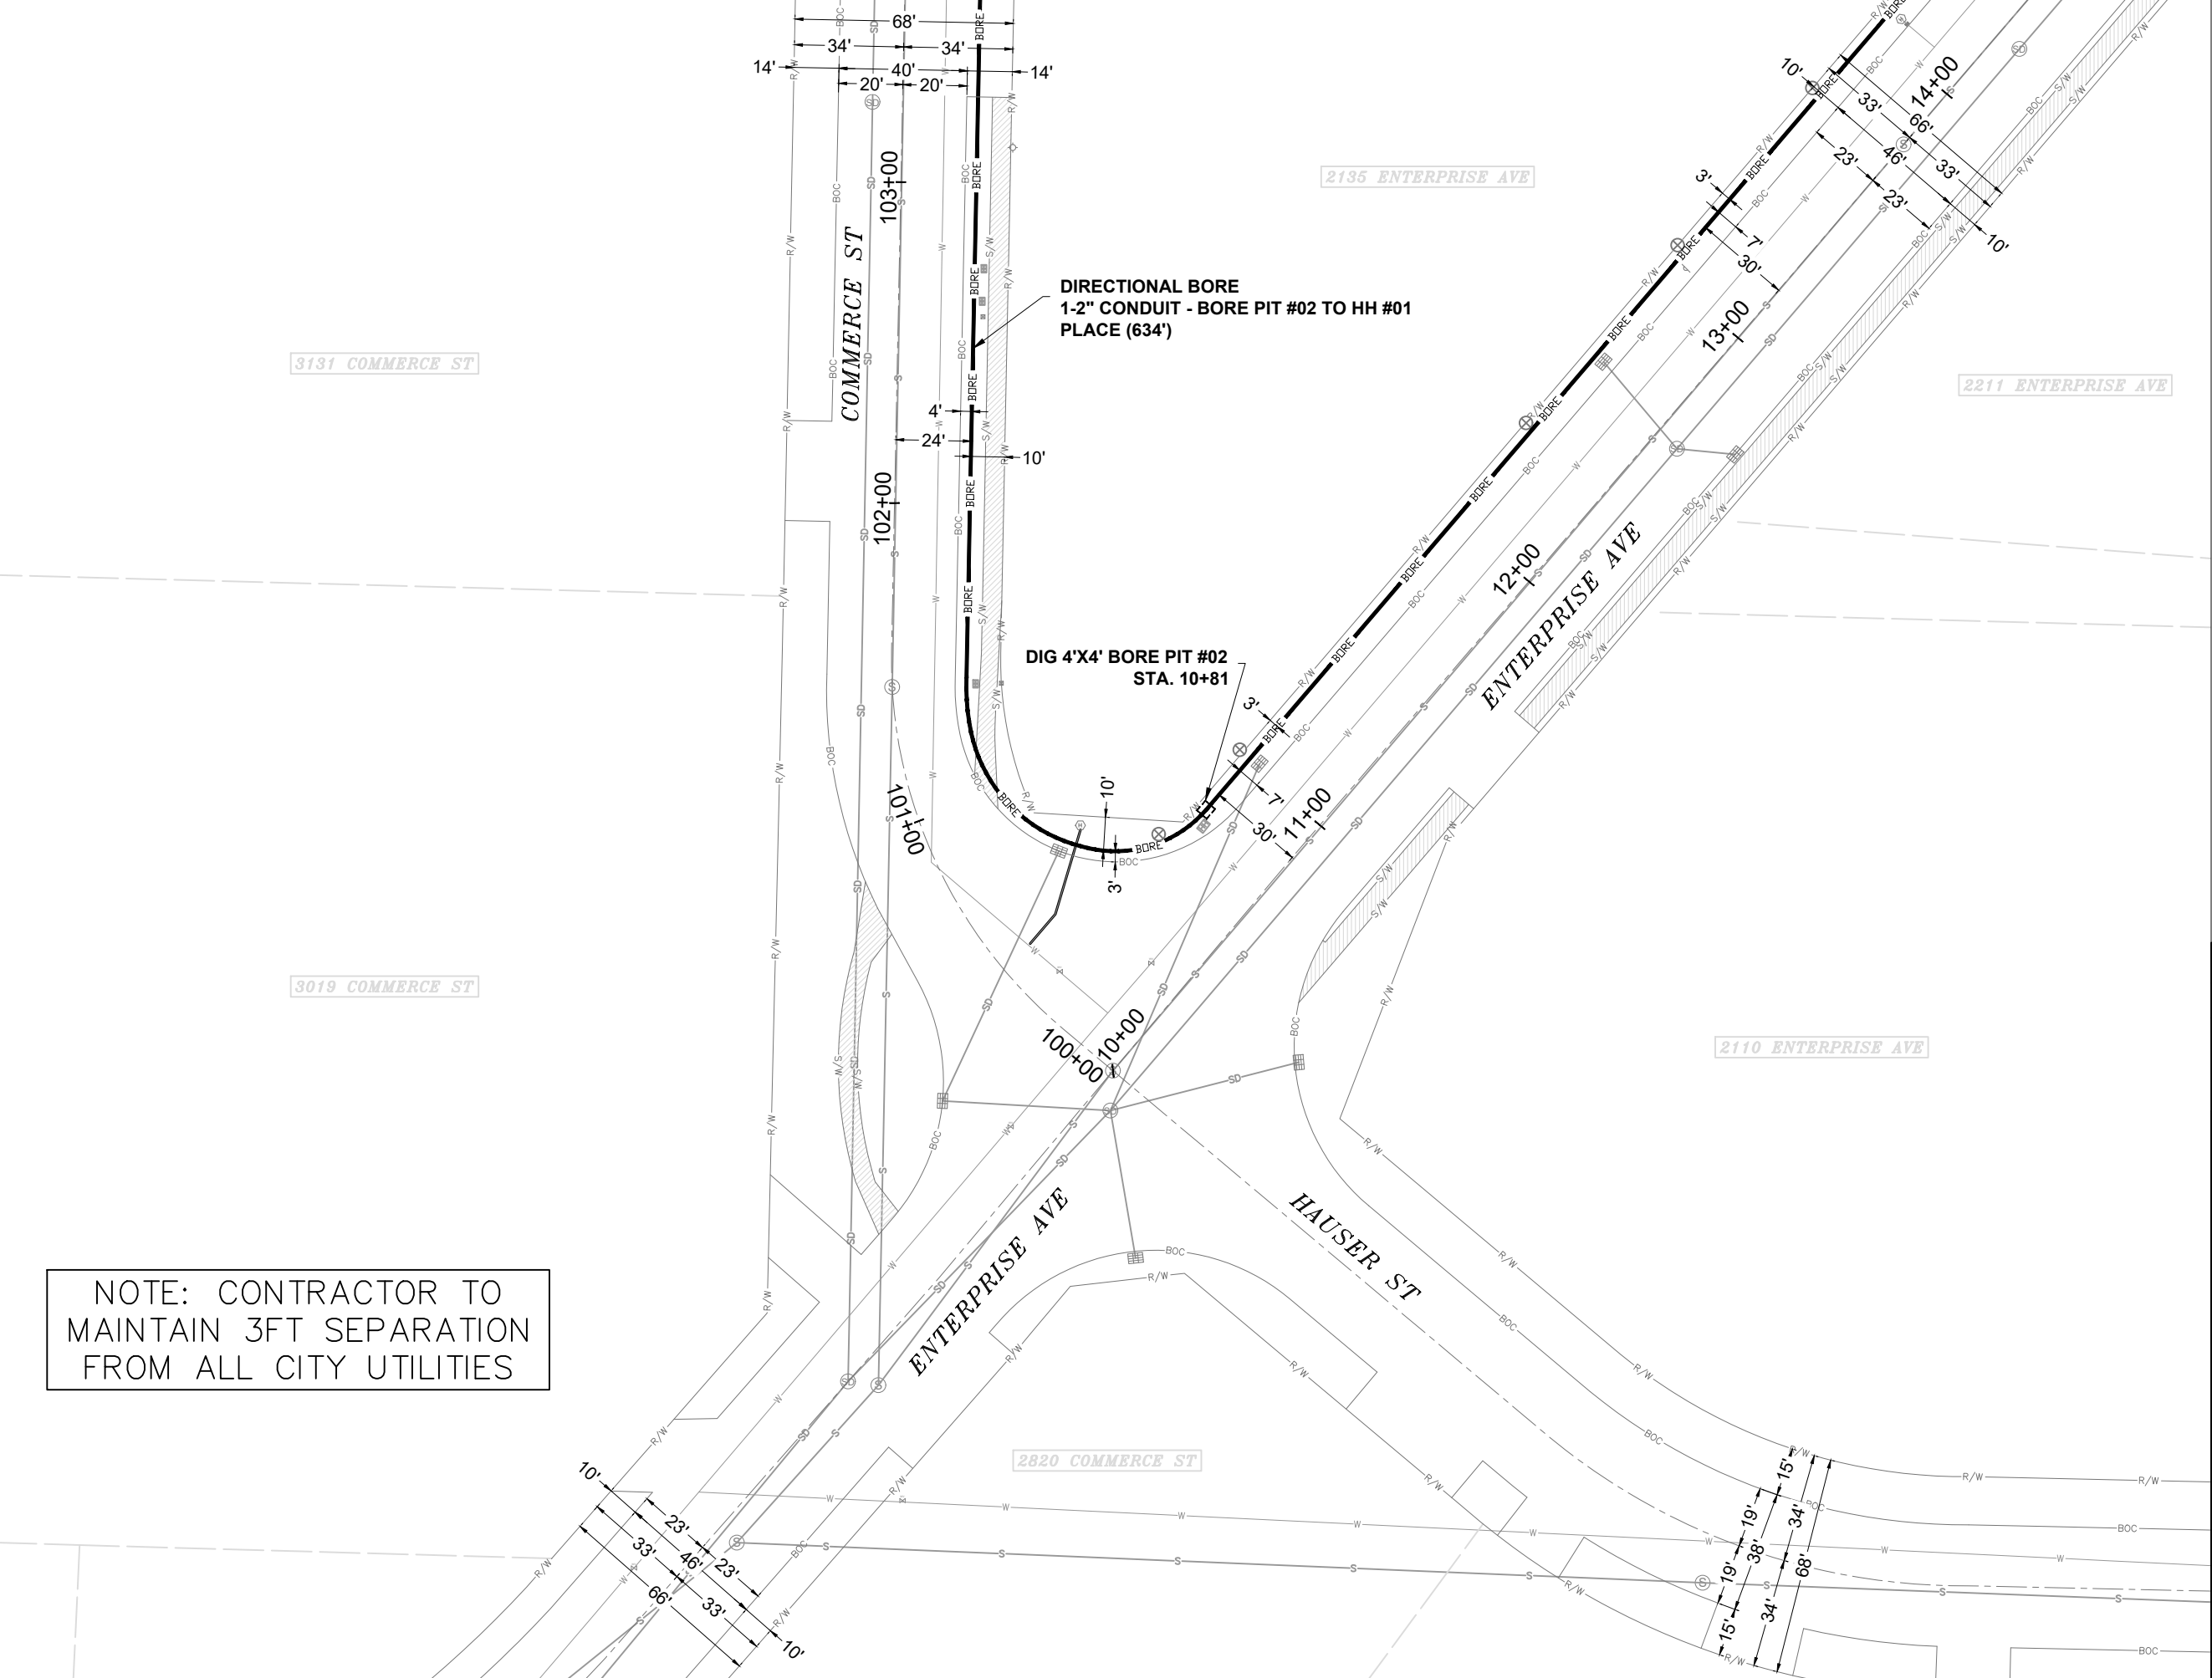 68'
34'
34'
14'
40'
14'
20'
20'
BOC
R/W
SD
W
S
BORE
S/W
103+00
COMMERCE ST
3131 COMMERCE ST
DIRECTIONAL BORE
1-2" CONDUIT - BORE PIT #02 TO HH #01
PLACE (634')
4'
24'
10'
102+00
2135 ENTERPRISE AVE
10'
33'
66'
14+00
23'
46'
33'
23'
10'
3'
7'
30'
13+00
2211 ENTERPRISE AVE
12+00
ENTERPRISE AVE
DIG 4'X4' BORE PIT #02
STA. 10+81
3'
7'
30'
11+00
10'
3'
101+00
3019 COMMERCE ST
100+00
10+00
2110 ENTERPRISE AVE
ENTERPRISE AVE
HAUSER ST
NOTE: CONTRACTOR TO
MAINTAIN 3FT SEPARATION
FROM ALL CITY UTILITIES
2820 COMMERCE ST
10'
23'
33'
46'
23'
66'
33'
10'
15'
19'
34'
38'
68'
19'
34'
15'